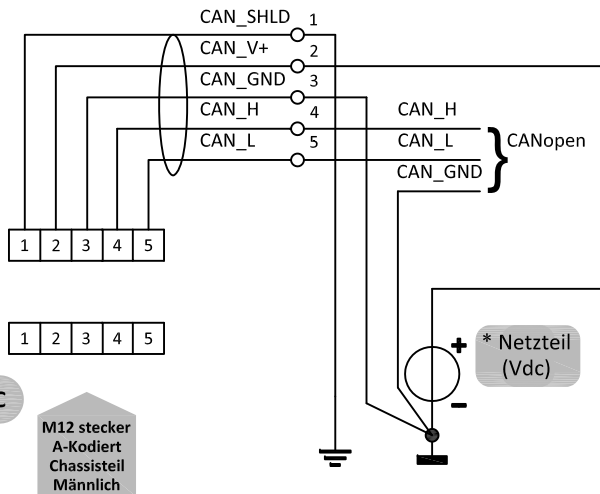 CAN_SHLD 1
CAN_V+ 2
CAN_GND 3
CAN_H 4 CAN_H
CAN_L 5 CAN_L
CAN_GND
CANopen
1 2 3 4 5
1 2 3 4 5
+
* Netzteil
(Vdc)
−
C
M12 stecker
A-Kodiert
Chassisteil
Männlich